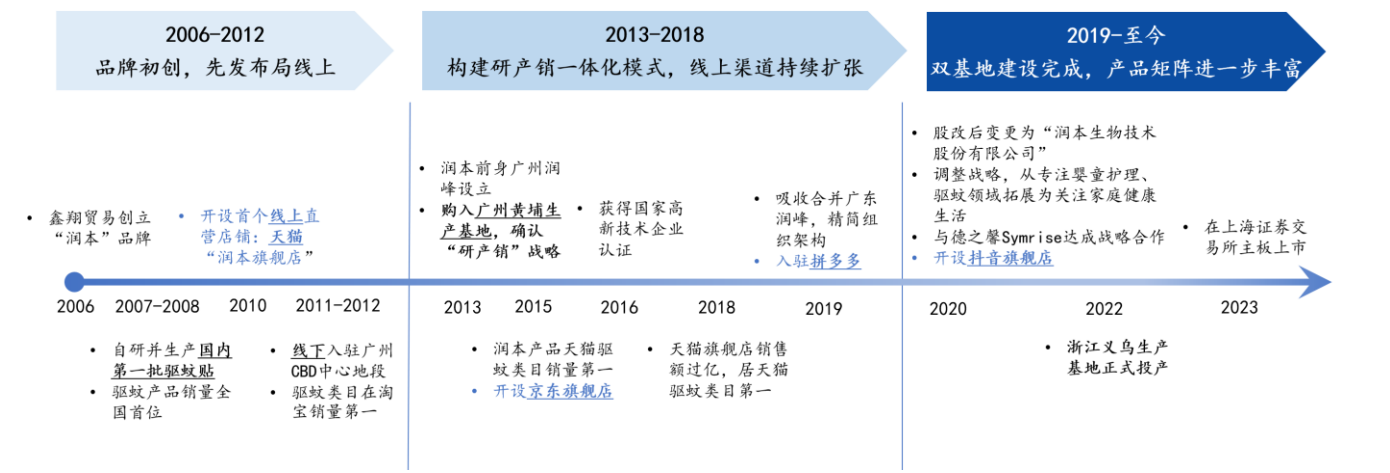 2006-2012
品牌初创，先发布局线上
2013-2018
构建研产销一体化模式，线上渠道持续扩张
2019-至今
双基地建设完成，产品矩阵进一步丰富
• 鑫翔贸易创立
“润本”品牌
• 开设首个线上直
营店铺：天猫
“润本旗舰店”
• 润本前身广州润
峰设立
• 购入广州黄埔生
产基地，确认
“研产销”战略
• 获得国家高
新技术企业
认证
• 吸收合并广东
润峰，精简组
织架构
• 入驻拼多多
• 股改后变更为“润本生物技术
股份有限公司”
• 调整战略，从专注婴童护理、
驱蚊领域拓展为关注家庭健康
生活
• 与德之馨Symrise达成战略合作
• 开设抖音旗舰店
• 在上海证券交
易所主板上市
2006 2007-2008 2010 2011-2012 2013 2015 2016 2018 2019 2020 2022 2023
• 自研并生产国内
第一批驱蚊贴
• 驱蚊产品销量全
国首位
• 线下入驻广州
CBD中心地段
• 驱蚊类目在淘
宝销量第一
• 润本产品天猫驱
蚊类目销量第一
• 开设京东旗舰店
• 天猫旗舰店销售
额过亿，居天猫
驱蚊类目第一
• 浙江义乌生产
基地正式投产